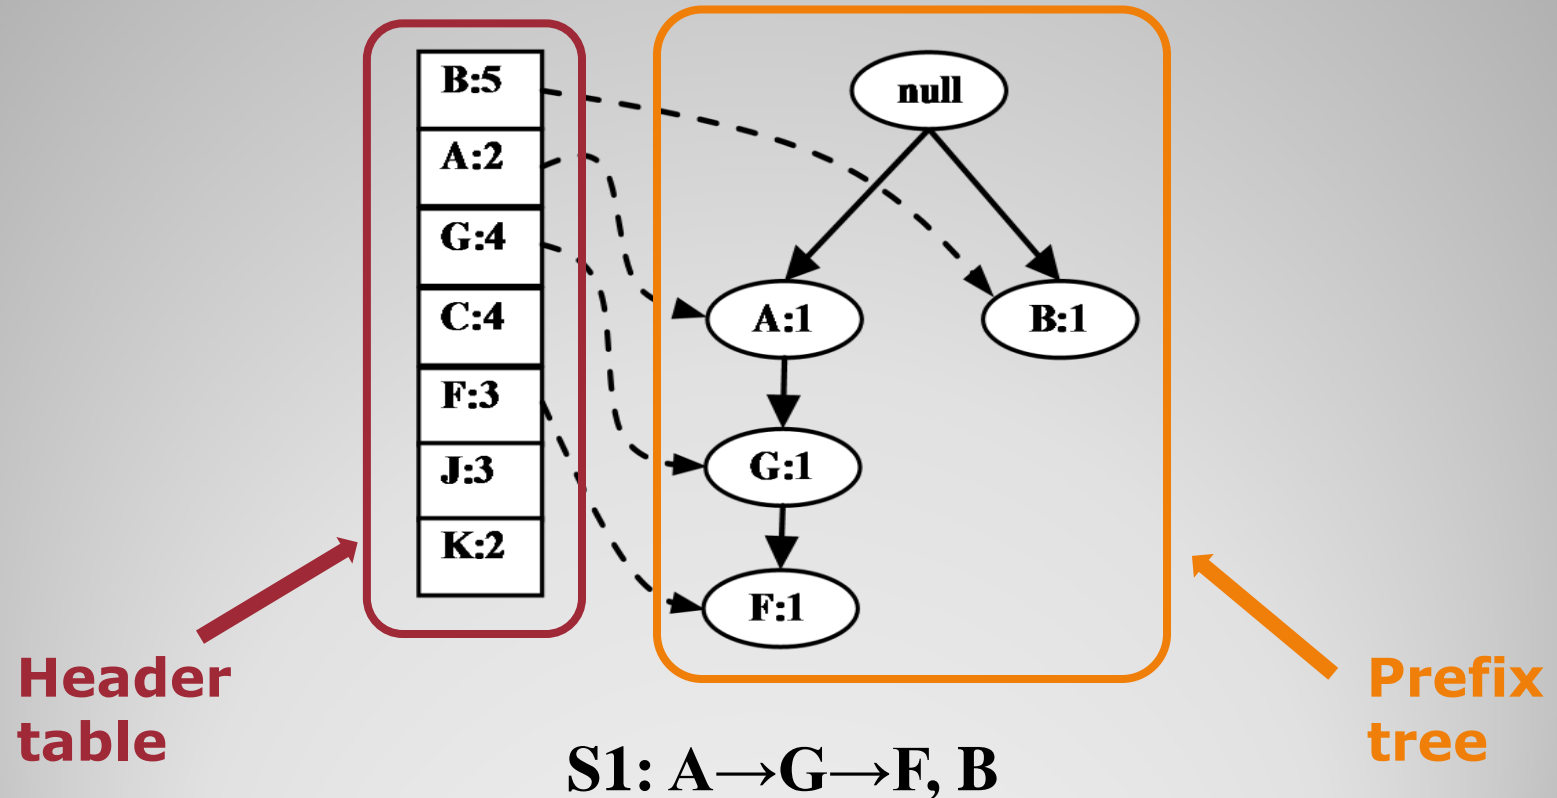 B:5
A:2
G:4
C:4
F:3
J:3
K:2
null
A:1
B:1
G:1
F:1
Header
table
Prefix
tree
S1: A→G→F, B